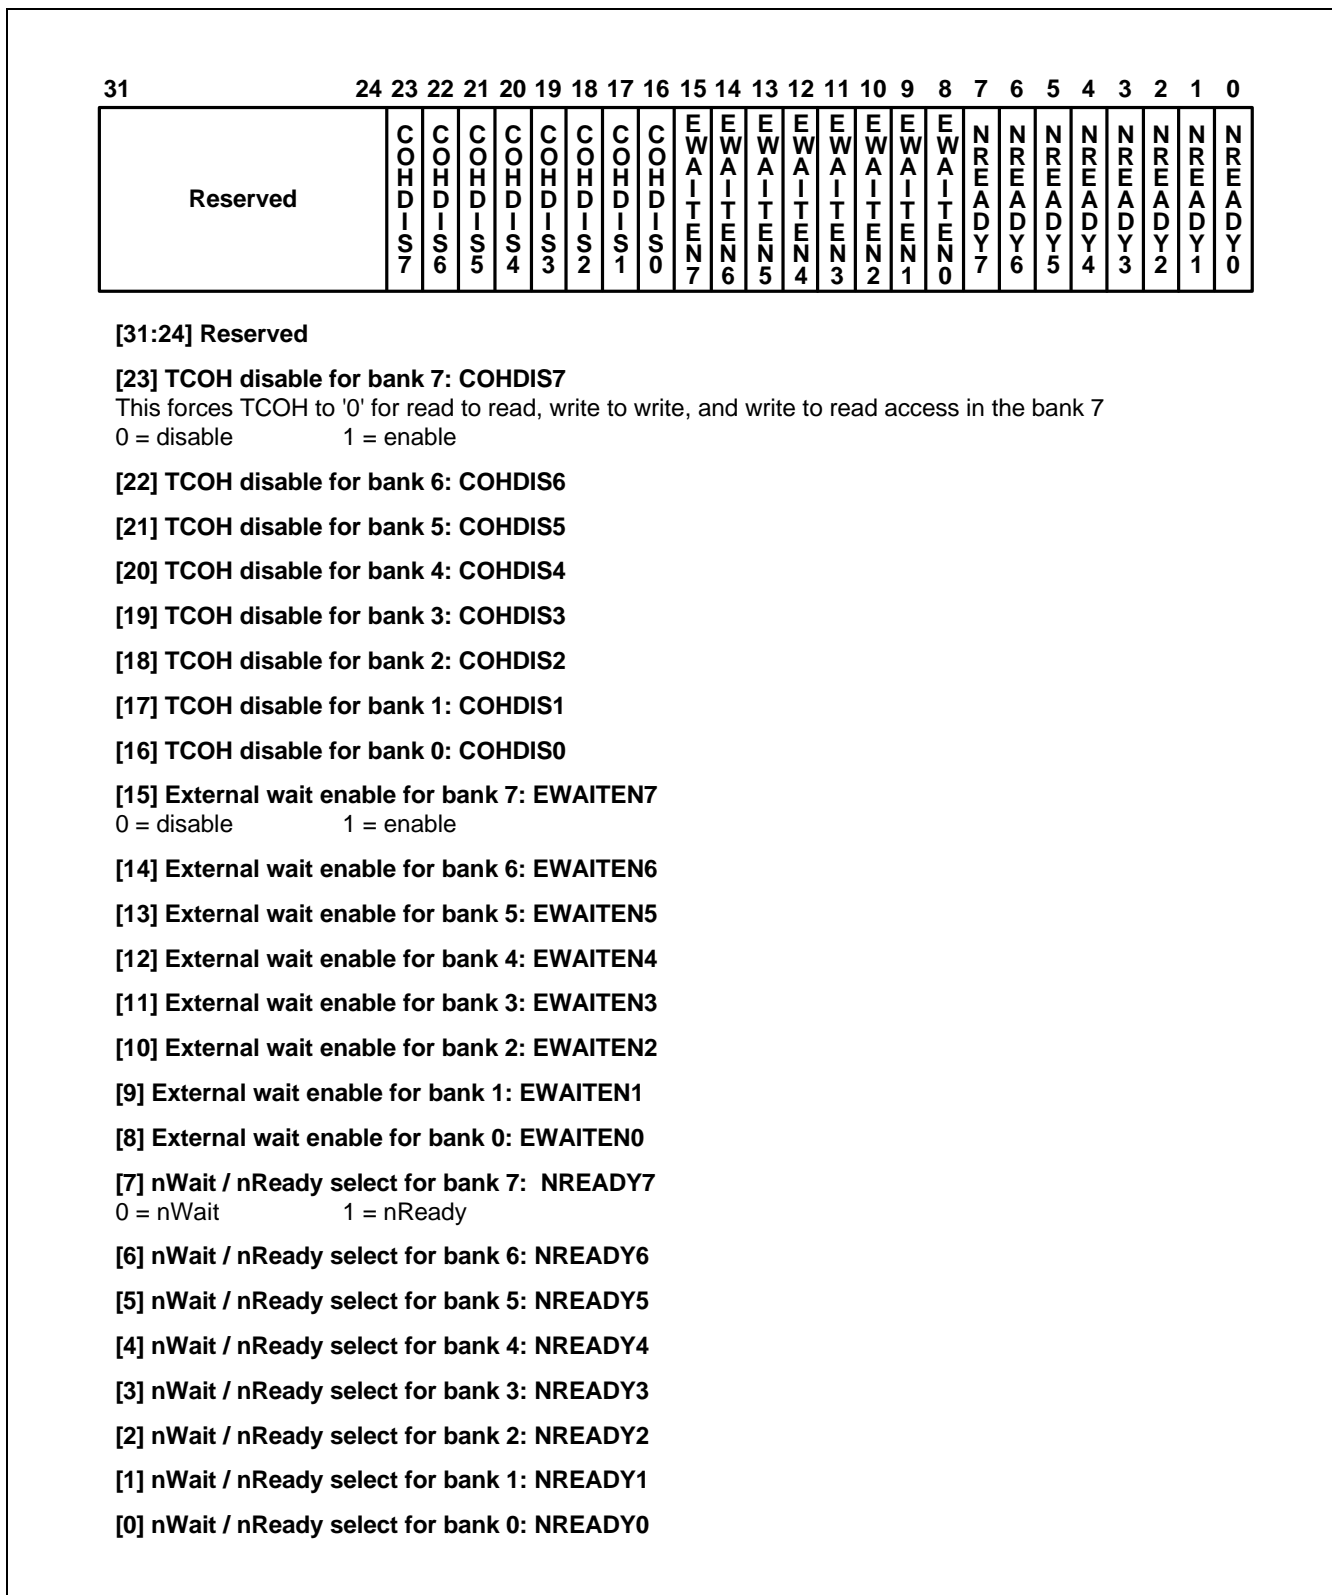 31 24 23 22 21 20 19 18 17 16 15 14 13 12 11 10 9 8 7 6 5 4 3 2 1 0
Reserved COHDIS7 COHDIS6 COHDIS5 COHDIS4 COHDIS3 COHDIS2 COHDIS1 COHDIS0 EWAITEN7 EWAITEN6 EWAITEN5 EWAITEN4 EWAITEN3 EWAITEN2 EWAITEN1 EWAITEN0 NREADY7 NREADY6 NREADY5 NREADY4 NREADY3 NREADY2 NREADY1 NREADY0
[31:24] Reserved
[23] TCOH disable for bank 7: COHDIS7
This forces TCOH to '0' for read to read, write to write, and write to read access in the bank 7
0 = disable 1 = enable
[22] TCOH disable for bank 6: COHDIS6
[21] TCOH disable for bank 5: COHDIS5
[20] TCOH disable for bank 4: COHDIS4
[19] TCOH disable for bank 3: COHDIS3
[18] TCOH disable for bank 2: COHDIS2
[17] TCOH disable for bank 1: COHDIS1
[16] TCOH disable for bank 0: COHDIS0
[15] External wait enable for bank 7: EWAITEN7
0 = disable 1 = enable
[14] External wait enable for bank 6: EWAITEN6
[13] External wait enable for bank 5: EWAITEN5
[12] External wait enable for bank 4: EWAITEN4
[11] External wait enable for bank 3: EWAITEN3
[10] External wait enable for bank 2: EWAITEN2
[9] External wait enable for bank 1: EWAITEN1
[8] External wait enable for bank 0: EWAITEN0
[7] nWait / nReady select for bank 7: NREADY7
0 = nWait 1 = nReady
[6] nWait / nReady select for bank 6: NREADY6
[5] nWait / nReady select for bank 5: NREADY5
[4] nWait / nReady select for bank 4: NREADY4
[3] nWait / nReady select for bank 3: NREADY3
[2] nWait / nReady select for bank 2: NREADY2
[1] nWait / nReady select for bank 1: NREADY1
[0] nWait / nReady select for bank 0: NREADY0